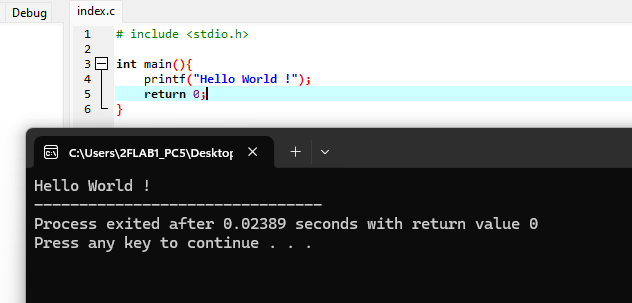 Debug
index.c
1 # include <stdio.h>
2
3 int main(){
4 printf("Hello World !");
5 return 0;
6 }
C:\Users\2FLAB1_PC5\Desktop
Hello World !
--------------------------------
Process exited after 0.02389 seconds with return value 0
Press any key to continue . . .